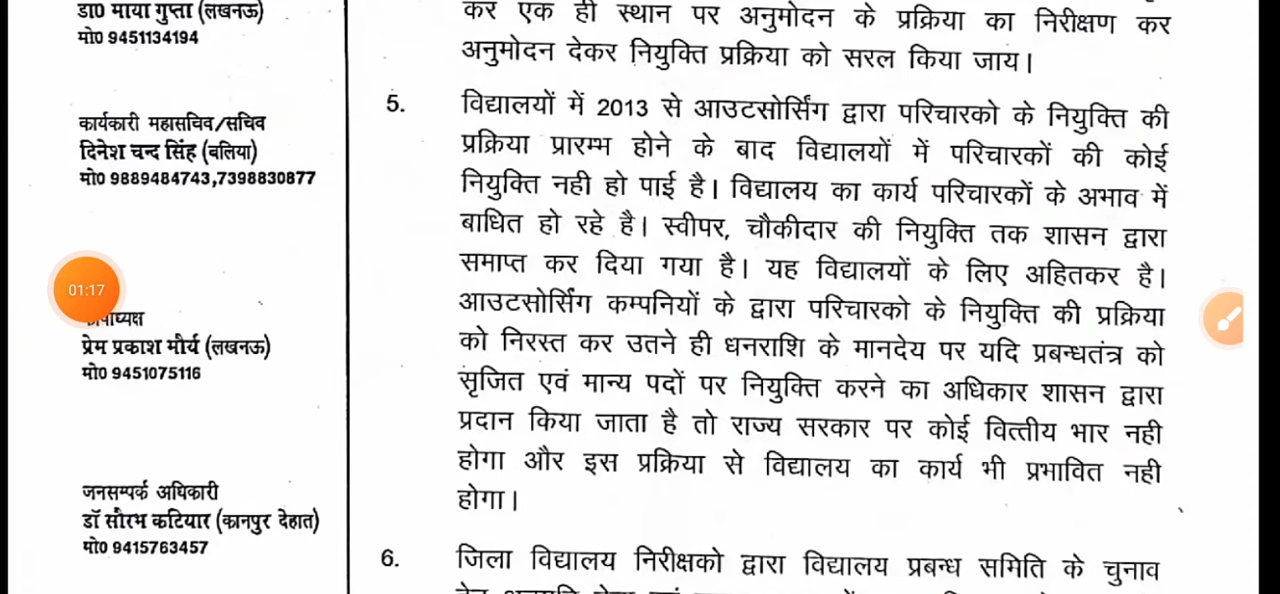 डा0 माया गुप्ता (लखनऊ)
मो0 9451134194
कार्यकारी महासचिव/सचिव
दिनेश चन्द सिंह (बलिया)
मो0 9889484743,7398830877
01:17
प्रेम प्रकाश मौर्य (लखनऊ)
मो0 9451075116
जनसम्पर्क अधिकारी
डॉ सौरभ कटियार (कानपुर देहात)
मो0 9415763457
कर एक ही स्थान पर अनुमोदन के प्रक्रिया का निरीक्षण कर
अनुमोदन देकर नियुक्ति प्रक्रिया को सरल किया जाय।
5. विद्यालयों में 2013 से आउटसोर्सिंग द्वारा परिचारको के नियुक्ति की
प्रक्रिया प्रारम्भ होने के बाद विद्यालयों में परिचारकों की कोई
नियुक्ति नही हो पाई है। विद्यालय का कार्य परिचारकों के अभाव में
बाधित हो रहे है। स्वीपर, चौकीदार की नियुक्ति तक शासन द्वारा
समाप्त कर दिया गया है। यह विद्यालयों के लिए अहितकर है।
आउटसोर्सिंग कम्पनियों के द्वारा परिचारको के नियुक्ति की प्रक्रिया
को निरस्त कर उतने ही धनराशि के मानदेय पर यदि प्रबन्धतंत्र को
सृजित एवं मान्य पदों पर नियुक्ति करने का अधिकार शासन द्वारा
प्रदान किया जाता है तो राज्य सरकार पर कोई वित्तीय भार नही
होगा और इस प्रक्रिया से विद्यालय का कार्य भी प्रभावित नही
होगा।
6. जिला विद्यालय निरीक्षको द्वारा विद्यालय प्रबन्ध समिति के चुनाव